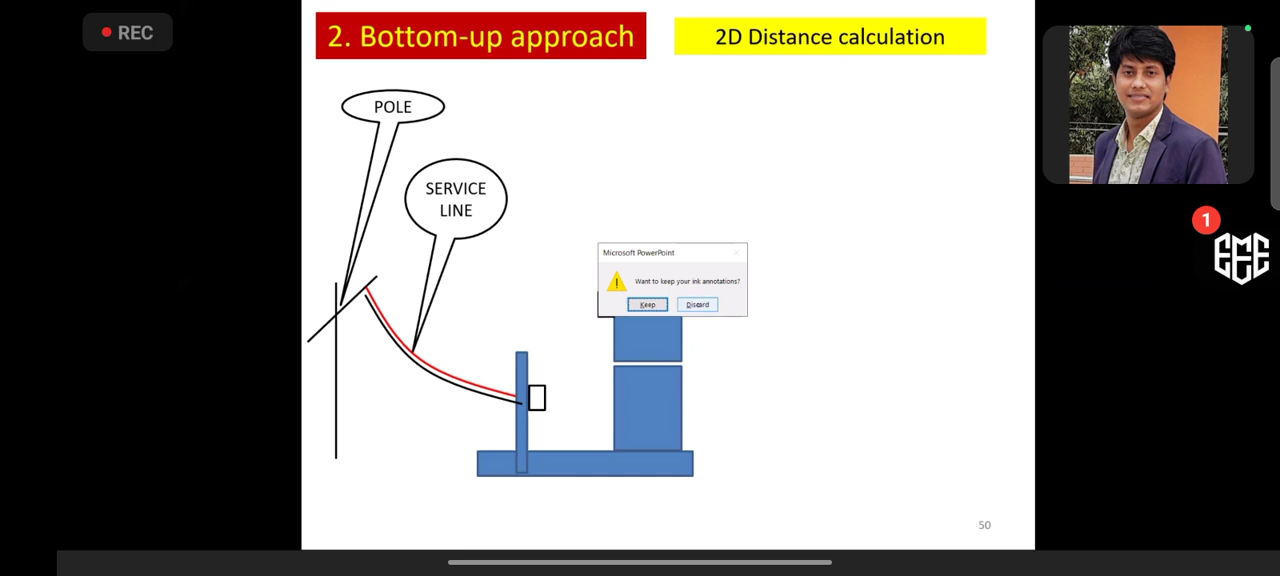 REC
2. Bottom-up approach
2D Distance calculation
POLE
SERVICE
LINE
Microsoft PowerPoint
Want to keep your ink annotations?
Keep
Discard
1
EEE
50